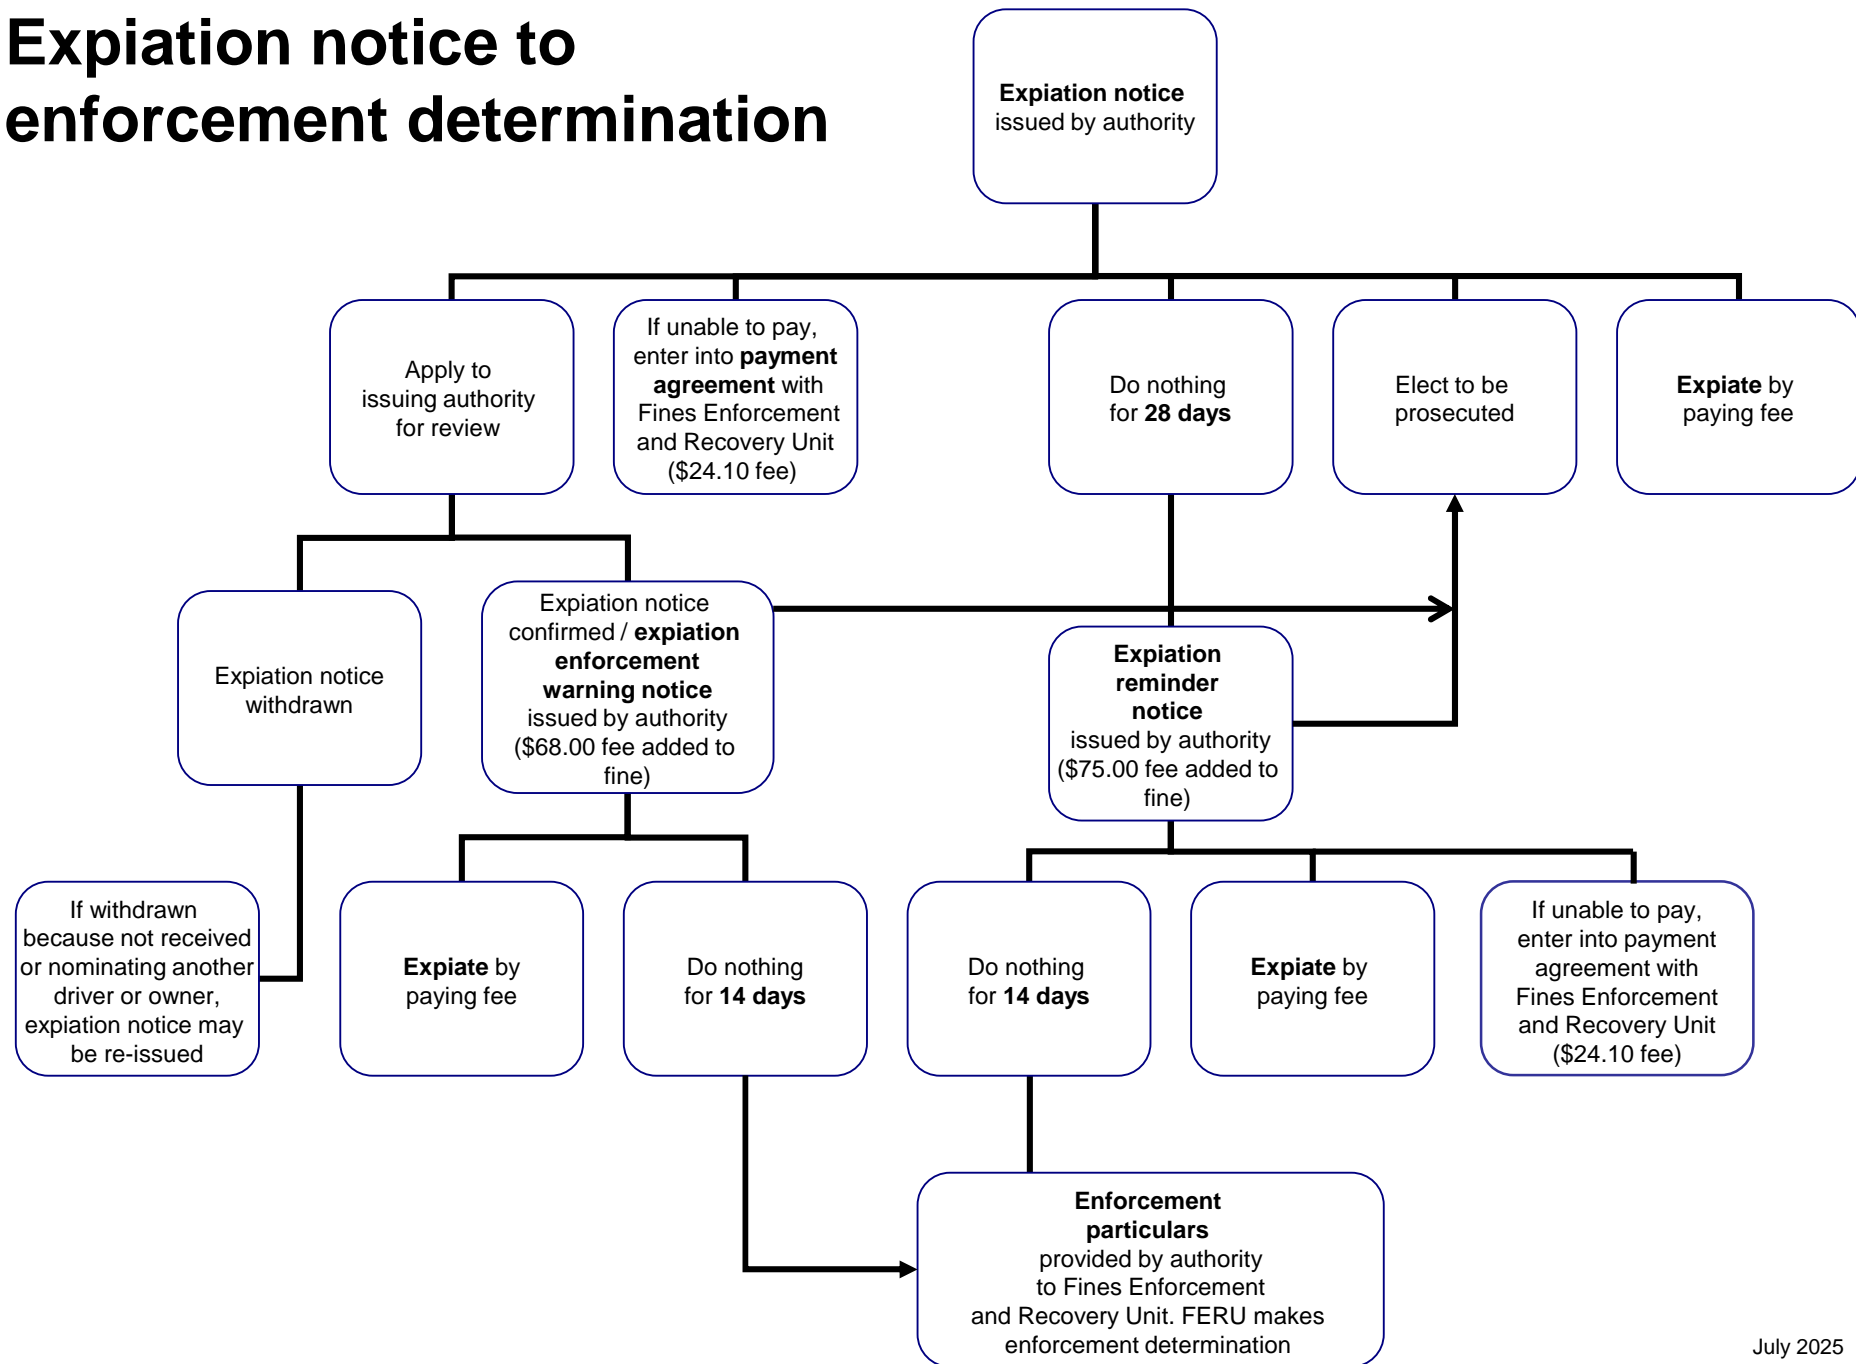 Expiation notice to
enforcement determination
Expiation notice
issued by authority
Apply to
issuing authority
for review
If unable to pay,
enter into payment
agreement with
Fines Enforcement
and Recovery Unit
($24.10 fee)
Do nothing
for 28 days
Elect to be
prosecuted
Expiate by
paying fee
Expiation notice
withdrawn
Expiation notice
confirmed / expiation
enforcement
warning notice
issued by authority
($68.00 fee added to
fine)
Expiation
reminder
notice
issued by authority
($75.00 fee added to
fine)
If withdrawn
because not received
or nominating another
driver or owner,
expiation notice may
be re-issued
Expiate by
paying fee
Do nothing
for 14 days
Do nothing
for 14 days
Expiate by
paying fee
If unable to pay,
enter into payment
agreement with
Fines Enforcement
and Recovery Unit
($24.10 fee)
Enforcement
particulars
provided by authority
to Fines Enforcement
and Recovery Unit. FERU makes
enforcement determination
July 2025